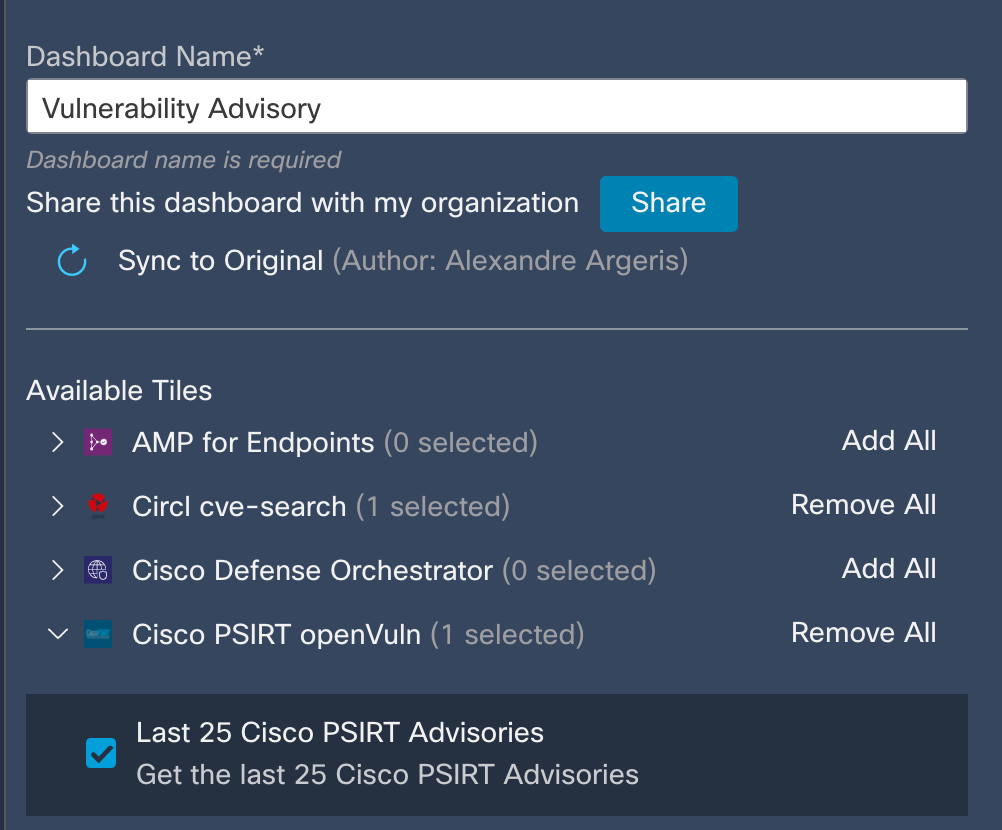 Dashboard Name*
Vulnerability Advisory
Dashboard name is required
Share this dashboard with my organization Share
Sync to Original (Author: Alexandre Argeris)
Available Tiles
AMP for Endpoints (0 selected) Add All
Circl cve-search (1 selected) Remove All
Cisco Defense Orchestrator (0 selected) Add All
Cisco PSIRT openVuln (1 selected) Remove All
Last 25 Cisco PSIRT Advisories
Get the last 25 Cisco PSIRT Advisories